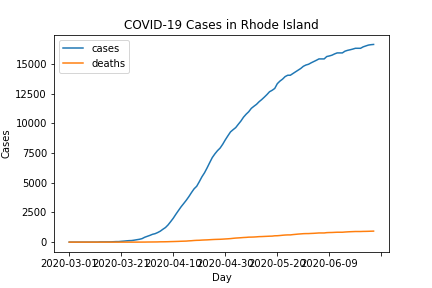 COVID-19 Cases in Rhode Island
cases
deaths
15000
12500
10000
7500
5000
2500
0
Cases
2020-03-01 2020-03-21 2020-04-10 2020-04-30 2020-05-20 2020-06-09
Day